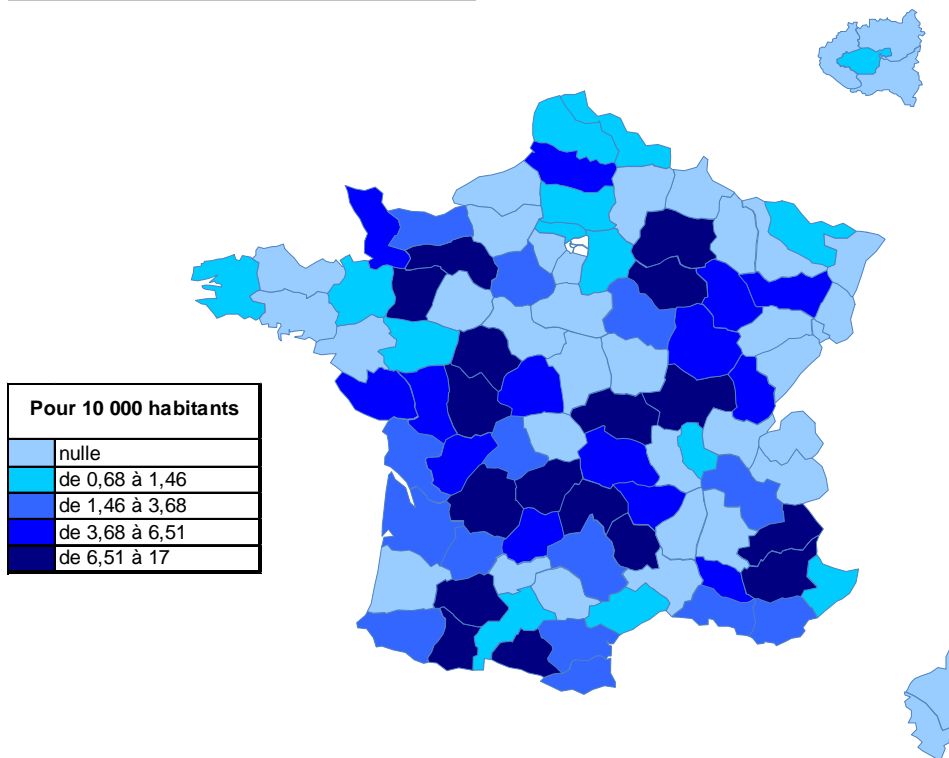 Pour 10 000 habitants
nulle
de 0,68 à 1,46
de 1,46 à 3,68
de 3,68 à 6,51
de 6,51 à 17